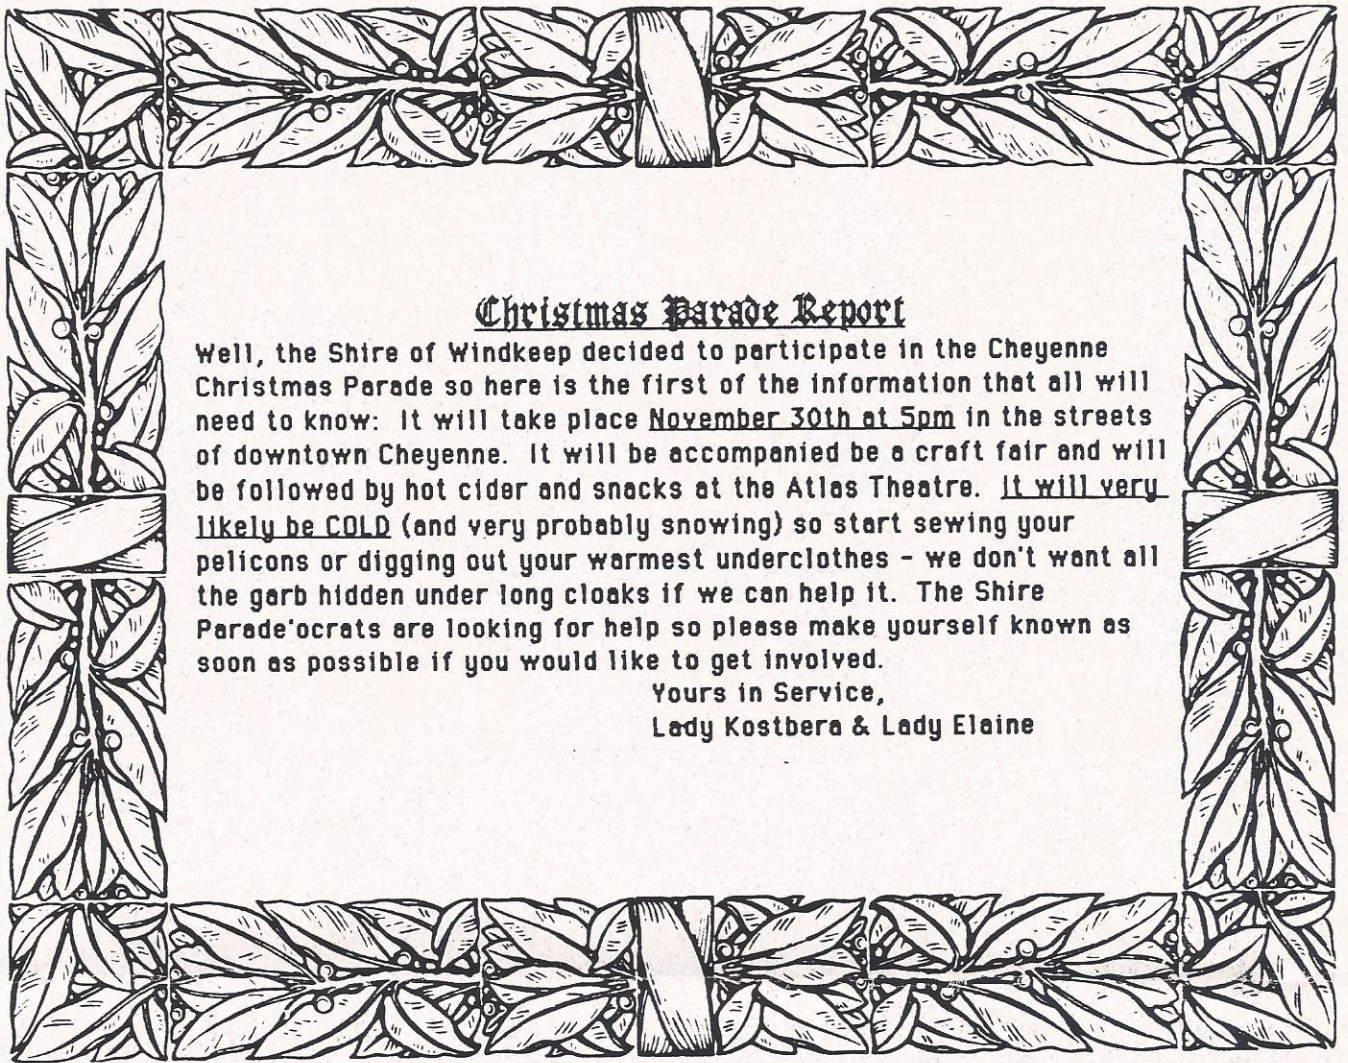 Christmas Parade Report
Well, the Shire of Windkeep decided to participate in the Cheyenne
Christmas Parade so here is the first of the information that all will
need to know:  It will take place November 30th at 5pm in the streets
of downtown Cheyenne.  It will be accompanied be a craft fair and will
be followed by hot cider and snacks at the Atlas Theatre.  It will very
likely be COLD (and very probably snowing) so start sewing your
pelicons or digging out your warmest underclothes - we don't want all
the garb hidden under long cloaks if we can help it.  The Shire
Parade'ocrats are looking for help so please make yourself known as
soon as possible if you would like to get involved.
Yours in Service,
Lady Kostbera & Lady Elaine